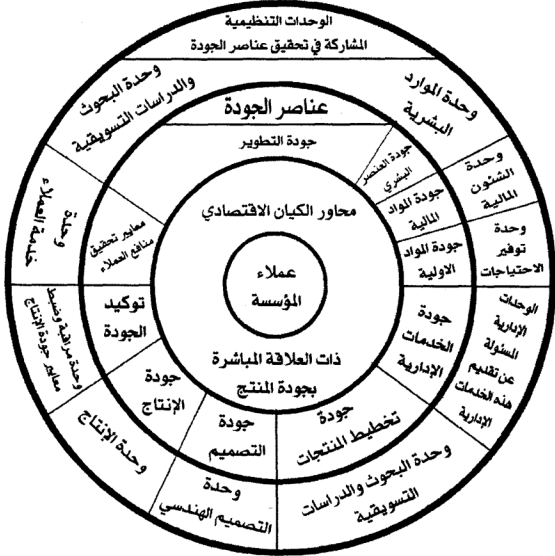 الوحدات التنظيمية
المشاركة في تحقيق عناصر الجودة
وحدة الموارد
البشرية
وحدة
الشئون
المالية
وحدة
توفير
الاحتياجات
الوحدات
الإدارية
المسئولة
عن تقديم
هذه الخدمات
الإدارية
وحدة البحوث والدراسات
التسويقية
وحدة
التصميم الهندسي
وحدة الإنتاج
وحدة مراقبة وضبط
معايير جودة الإنتاج
وحدة
خدمة العملاء
وحدة البحوث
والدراسات التسويقية
عناصر الجودة
جودة التطوير
جودة العنصر
البشري
جودة المواد
المالية
جودة المواد
الاولية
جودة
الخدمات
الإدارية
جودة
تخطيط المنتجات
جودة
التصميم
جودة
الإنتاج
توكيد
الجودة
معايير تحقيق
منافع العملاء
محاور الكيان الاقتصادي
عملاء
المؤسسة
ذات العلاقة المباشرة
بجودة المنتج